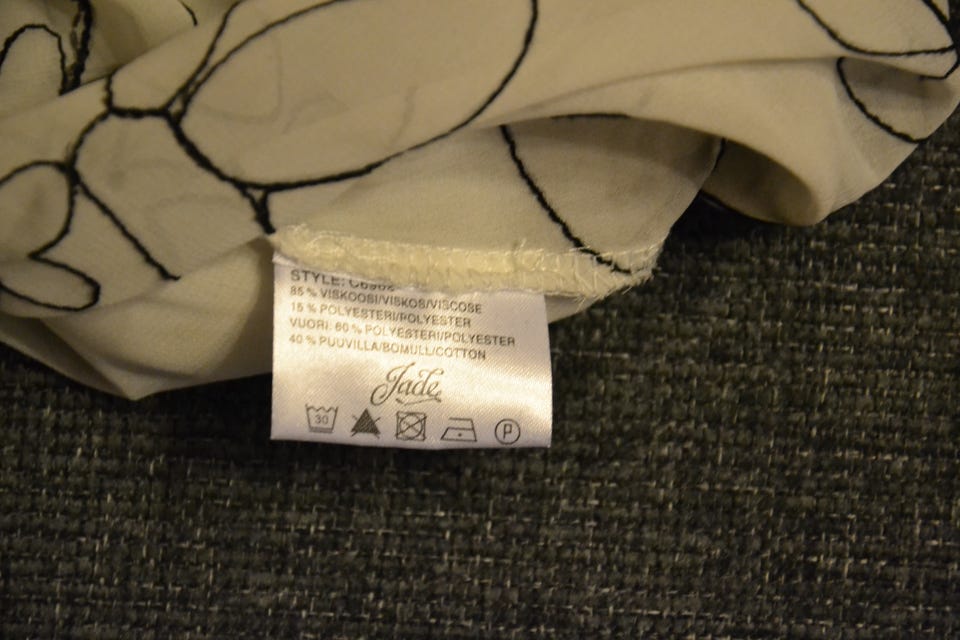 STYLE:
85 % VISKOOSI/VISKOS/VISCOSE
15 % POLYESTERI/POLYESTER
VUORI: 60 % POLYESTERI/POLYESTER
40 % PUUVILLA/BOMULL/COTTON
Jade
30 P